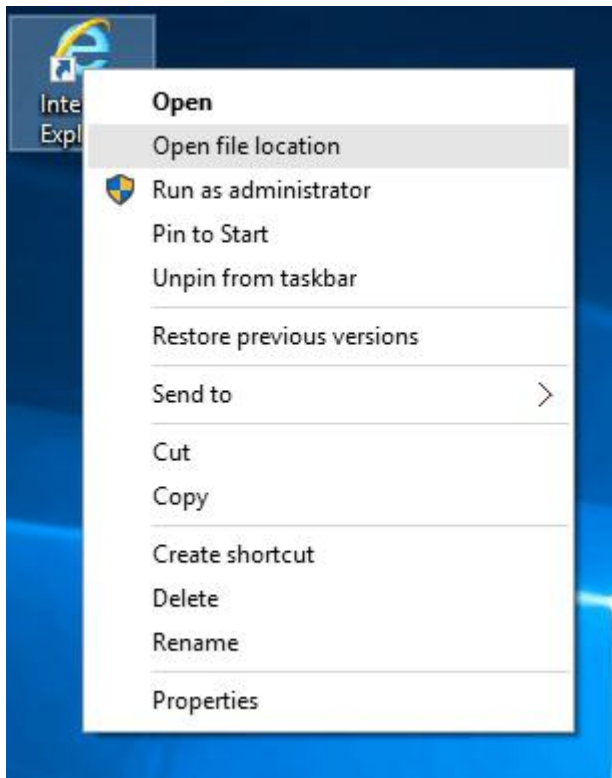 Inte
Expl
Open
Open file location
Run as administrator
Pin to Start
Unpin from taskbar
Restore previous versions
Send to
Cut
Copy
Create shortcut
Delete
Rename
Properties